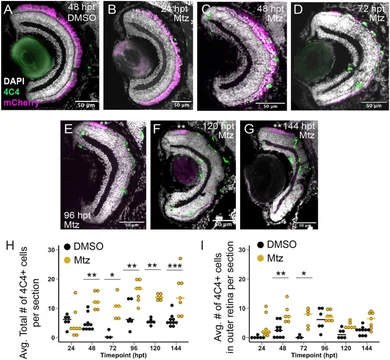 A
48 hpt
DMSO
DAPI
4C4
mCherry
50 µm
B
24 hpt
Mtz
50 µm
C
48 hpt
Mtz
50 µm
D
72 hpt
Mtz
50 µm
E
**
96 hpt
Mtz
50 µm
F
**
120 hpt
Mtz
G
**
144 hpt
Mtz
50 µm
H
DMSO
Mtz
Avg. Total # of 4C4+ cells
per section
30
20
10
0
** * ** ** ***
24 48 72 96 120 144
Timepoint (hpt)
I
DMSO
Mtz
Avg. # of 4C4+ cells
in outer retina per section
20
15
10
5
0
** *
24 48 72 96 120 144
Timepoint (hpt)